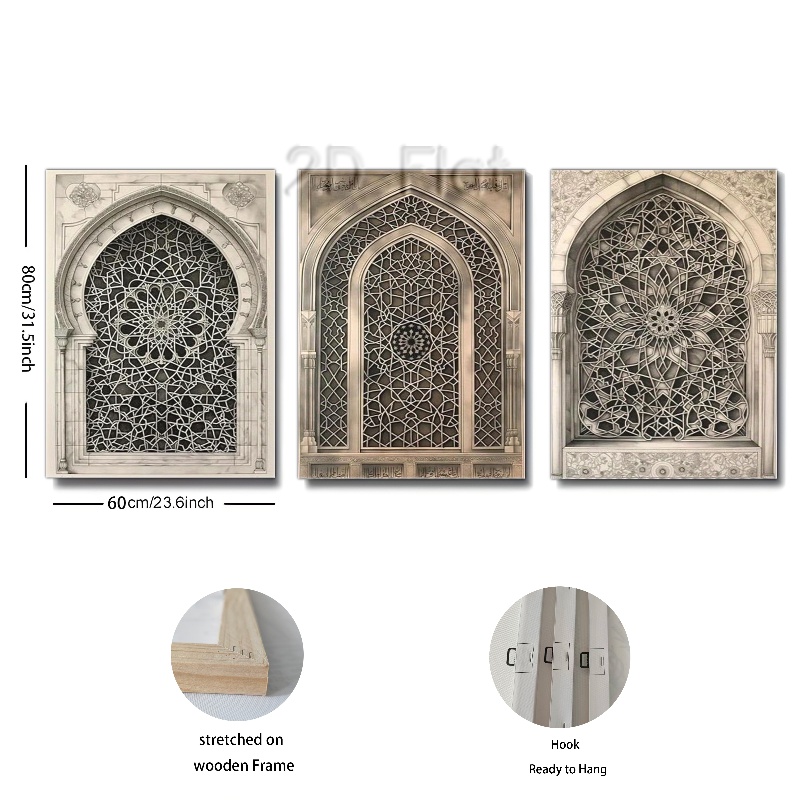 2D Flat
80cm/31.5inch
60cm/23.6inch
stretched on
wooden Frame
Hook
Ready to Hang